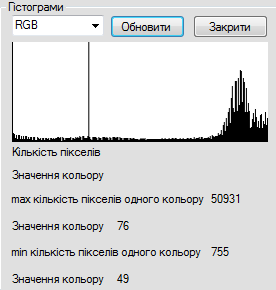 Гістограми
RGB Обновити Закрити
Кількість пікселів
Значення кольору
max кількість пікселів одного кольору 50931
Значення кольору 76
min кількість пікселів одного кольору 755
Значення кольору 49